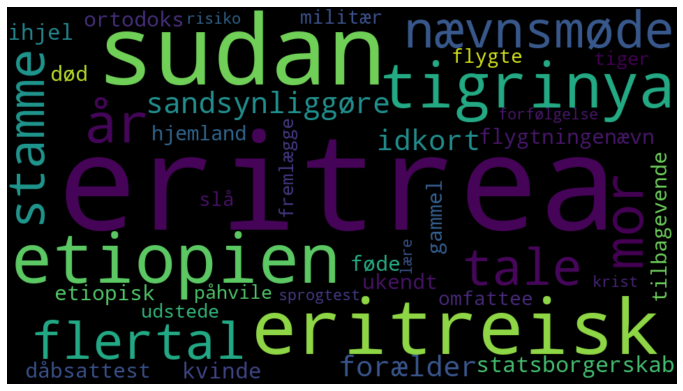 ortodoks risiko militær
ihjel sudan nævnsmøde
død flygte tiger
stamme år sandsynliggøre tigrinya
forfølgelse
hjemland fremlægge idkort flygtningenævn
eritrea
slå gammel mor tilbagevende
etiopien føde lære tale
etiopisk påhvile sprogtest ukendt omfattee krist
udstede
flertal eritreisk
dåbsattest kvinde forælder statsborgerskab